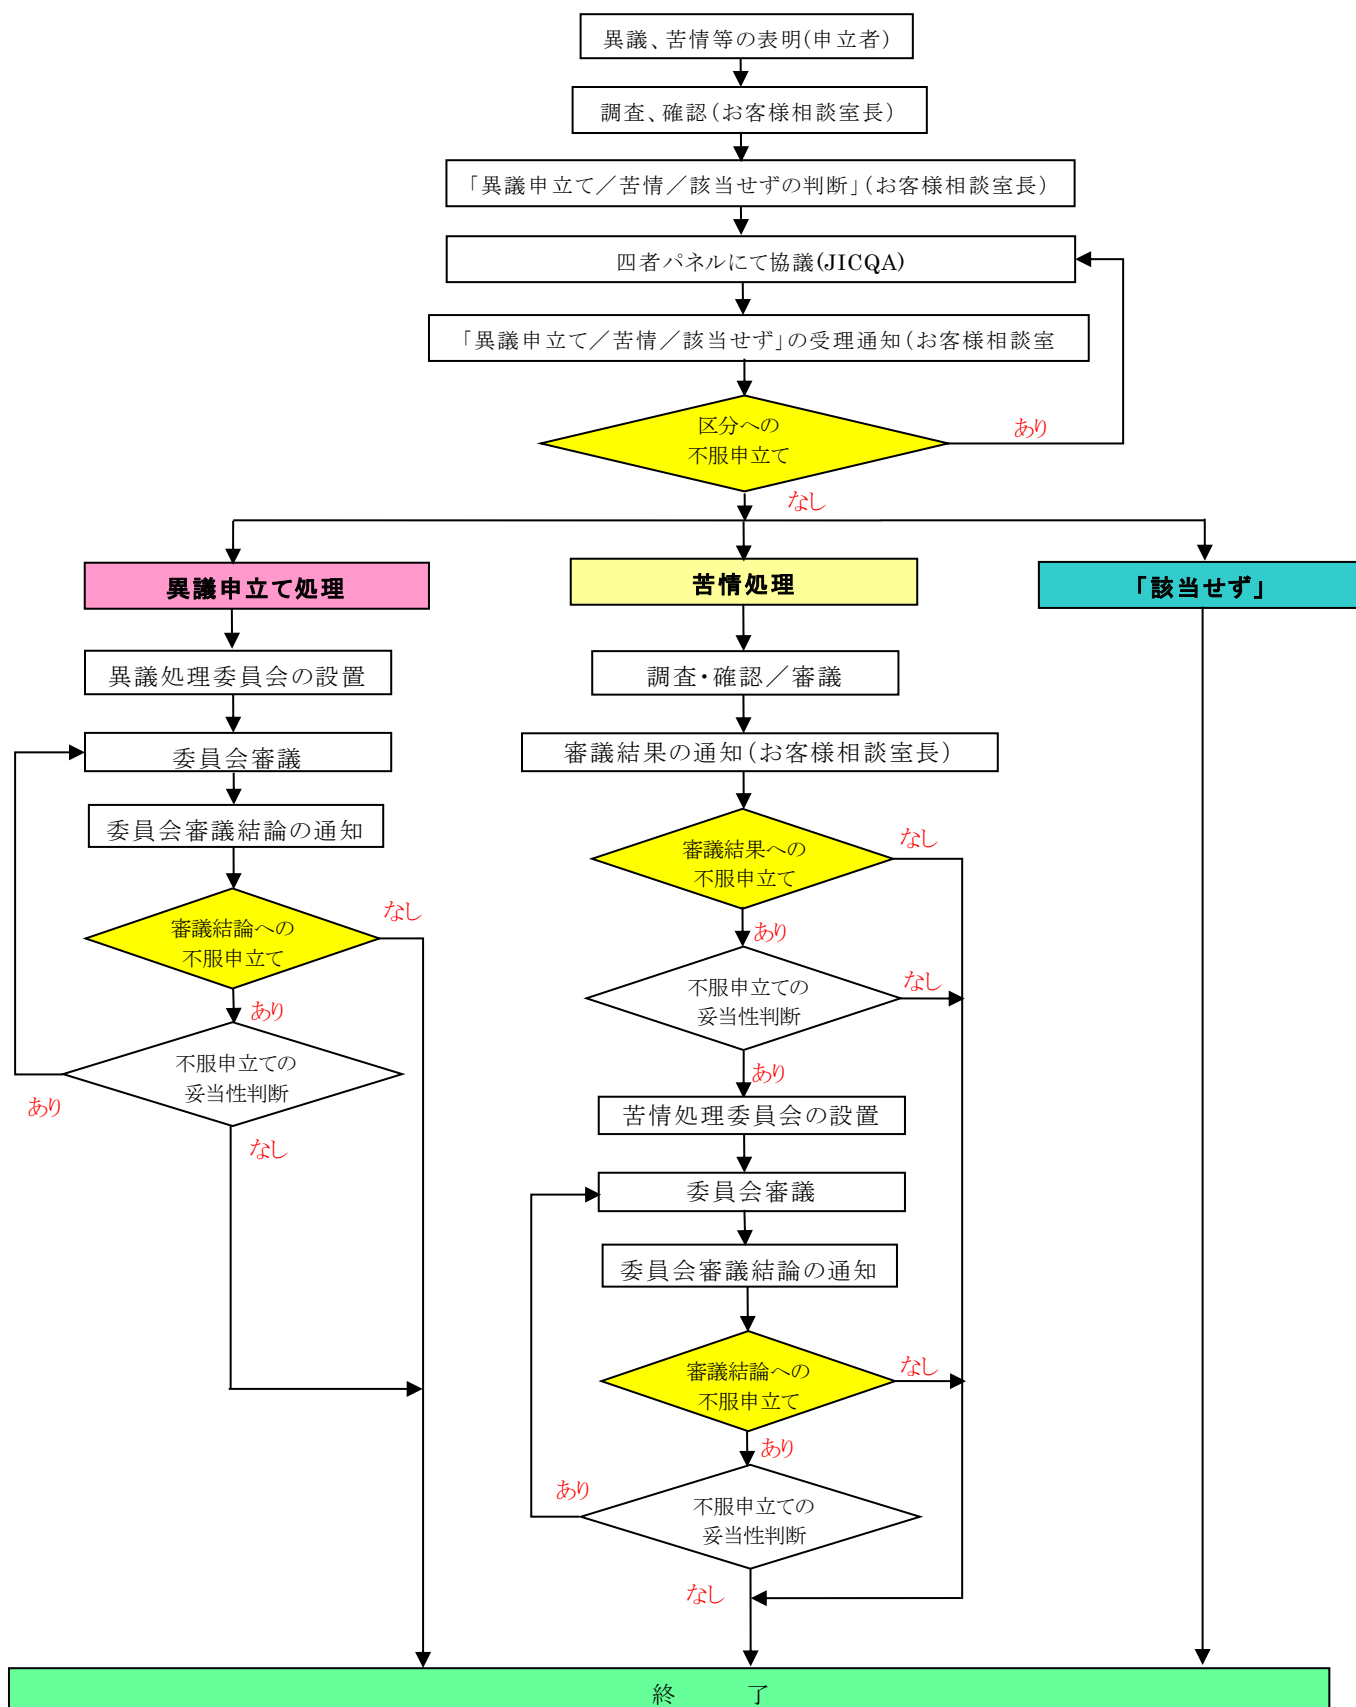 異議、苦情等の表明(申立者)
調査、確認(お客様相談室長)
「異議申立て／苦情／該当せずの判断」(お客様相談室長)
四者パネルにて協議(JICQA)
「異議申立て／苦情／該当せず」の受理通知(お客様相談室
区分への
不服申立て
あり
なし
異議申立て処理
異議処理委員会の設置
委員会審議
委員会審議結論の通知
審議結論への
不服申立て
なし
あり
不服申立ての
妥当性判断
あり
なし
苦情処理
調査・確認／審議
審議結果の通知(お客様相談室長)
審議結果への
不服申立て
なし
あり
不服申立ての
妥当性判断
なし
あり
苦情処理委員会の設置
委員会審議
委員会審議結論の通知
審議結論への
不服申立て
なし
あり
不服申立ての
妥当性判断
あり
なし
「該当せず」
終 了